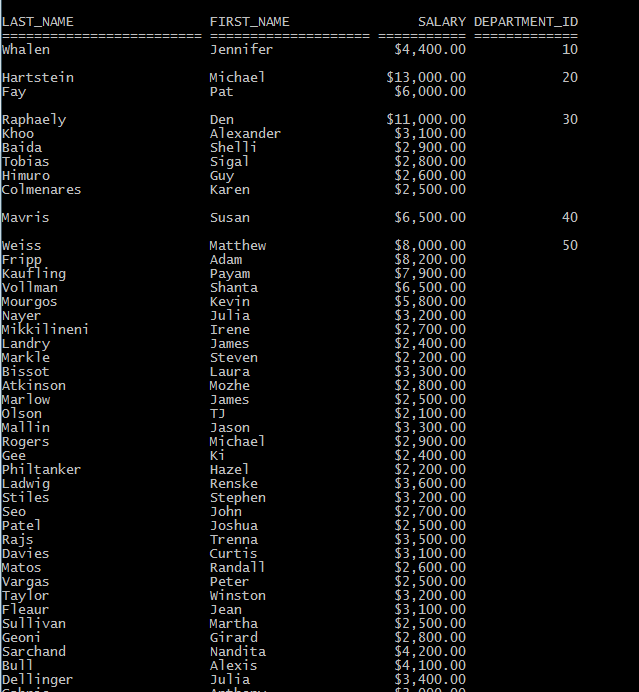 LAST_NAME FIRST_NAME SALARY DEPARTMENT_ID
========================= ==================== =========== =============
Whalen Jennifer $4,400.00 10
Hartstein Michael $13,000.00 20
Fay Pat $6,000.00
Raphaely Den $11,000.00 30
Khoo Alexander $3,100.00
Baida Shelli $2,900.00
Tobias Sigal $2,800.00
Himuro Guy $2,600.00
Colmenares Karen $2,500.00
Mavris Susan $6,500.00 40
Weiss Matthew $8,000.00 50
Fripp Adam $8,200.00
Kaufling Payam $7,900.00
Vollman Shanta $6,500.00
Mourgos Kevin $5,800.00
Nayer Julia $3,200.00
Mikkilineni Irene $2,700.00
Landry James $2,400.00
Markle Steven $2,200.00
Bissot Laura $3,300.00
Atkinson Mozhe $2,800.00
Marlow James $2,500.00
Olson TJ $2,100.00
Mallin Jason $3,300.00
Rogers Michael $2,900.00
Gee Ki $2,400.00
Philtanker Hazel $2,200.00
Ladwig Renske $3,600.00
Stiles Stephen $3,200.00
Seo John $2,700.00
Patel Joshua $2,500.00
Rajs Trenna $3,500.00
Davies Curtis $3,100.00
Matos Randall $2,600.00
Vargas Peter $2,500.00
Taylor Winston $3,200.00
Fleaur Jean $3,100.00
Sullivan Martha $2,500.00
Geoni Girard $2,800.00
Sarchand Nandita $4,200.00
Bull Alexis $4,100.00
Dellinger Julia $3,400.00